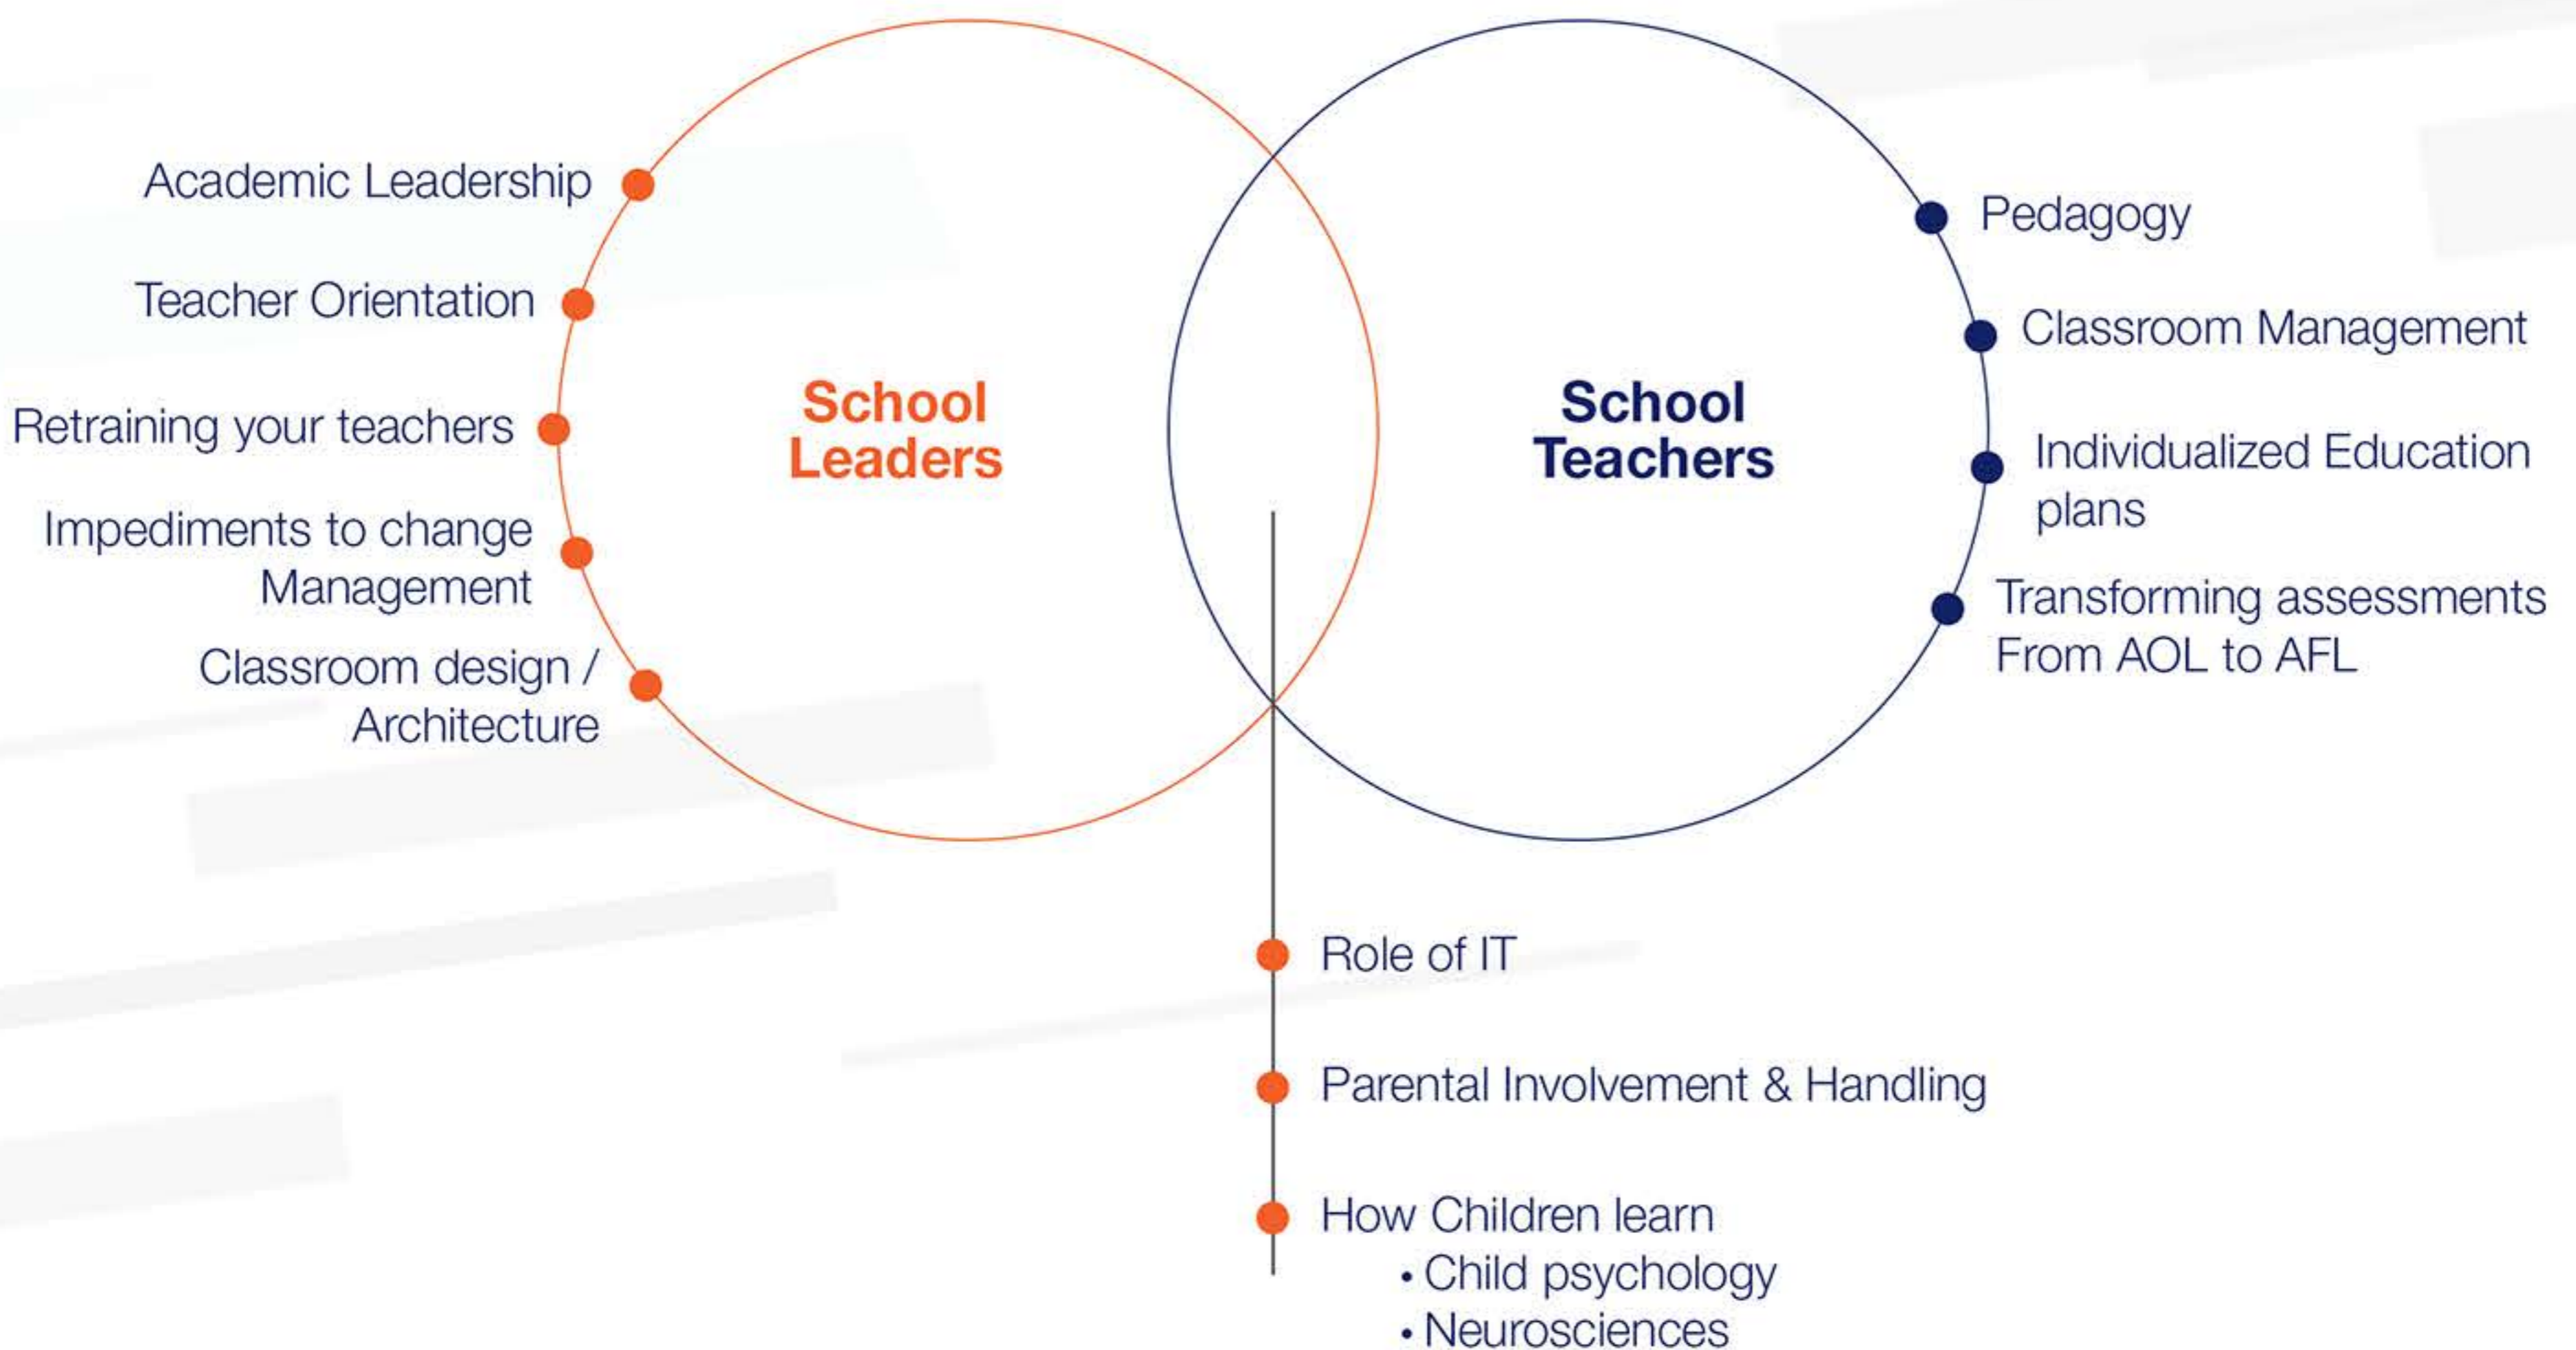 Academic Leadership
Teacher Orientation
Retraining your teachers
Impediments to change
Management
Classroom design /
Architecture
School
Leaders
School
Teachers
Pedagogy
Classroom Management
Individualized Education
plans
Transforming assessments
From AOL to AFL
Role of IT
Parental Involvement & Handling
How Children learn
• Child psychology
• Neurosciences